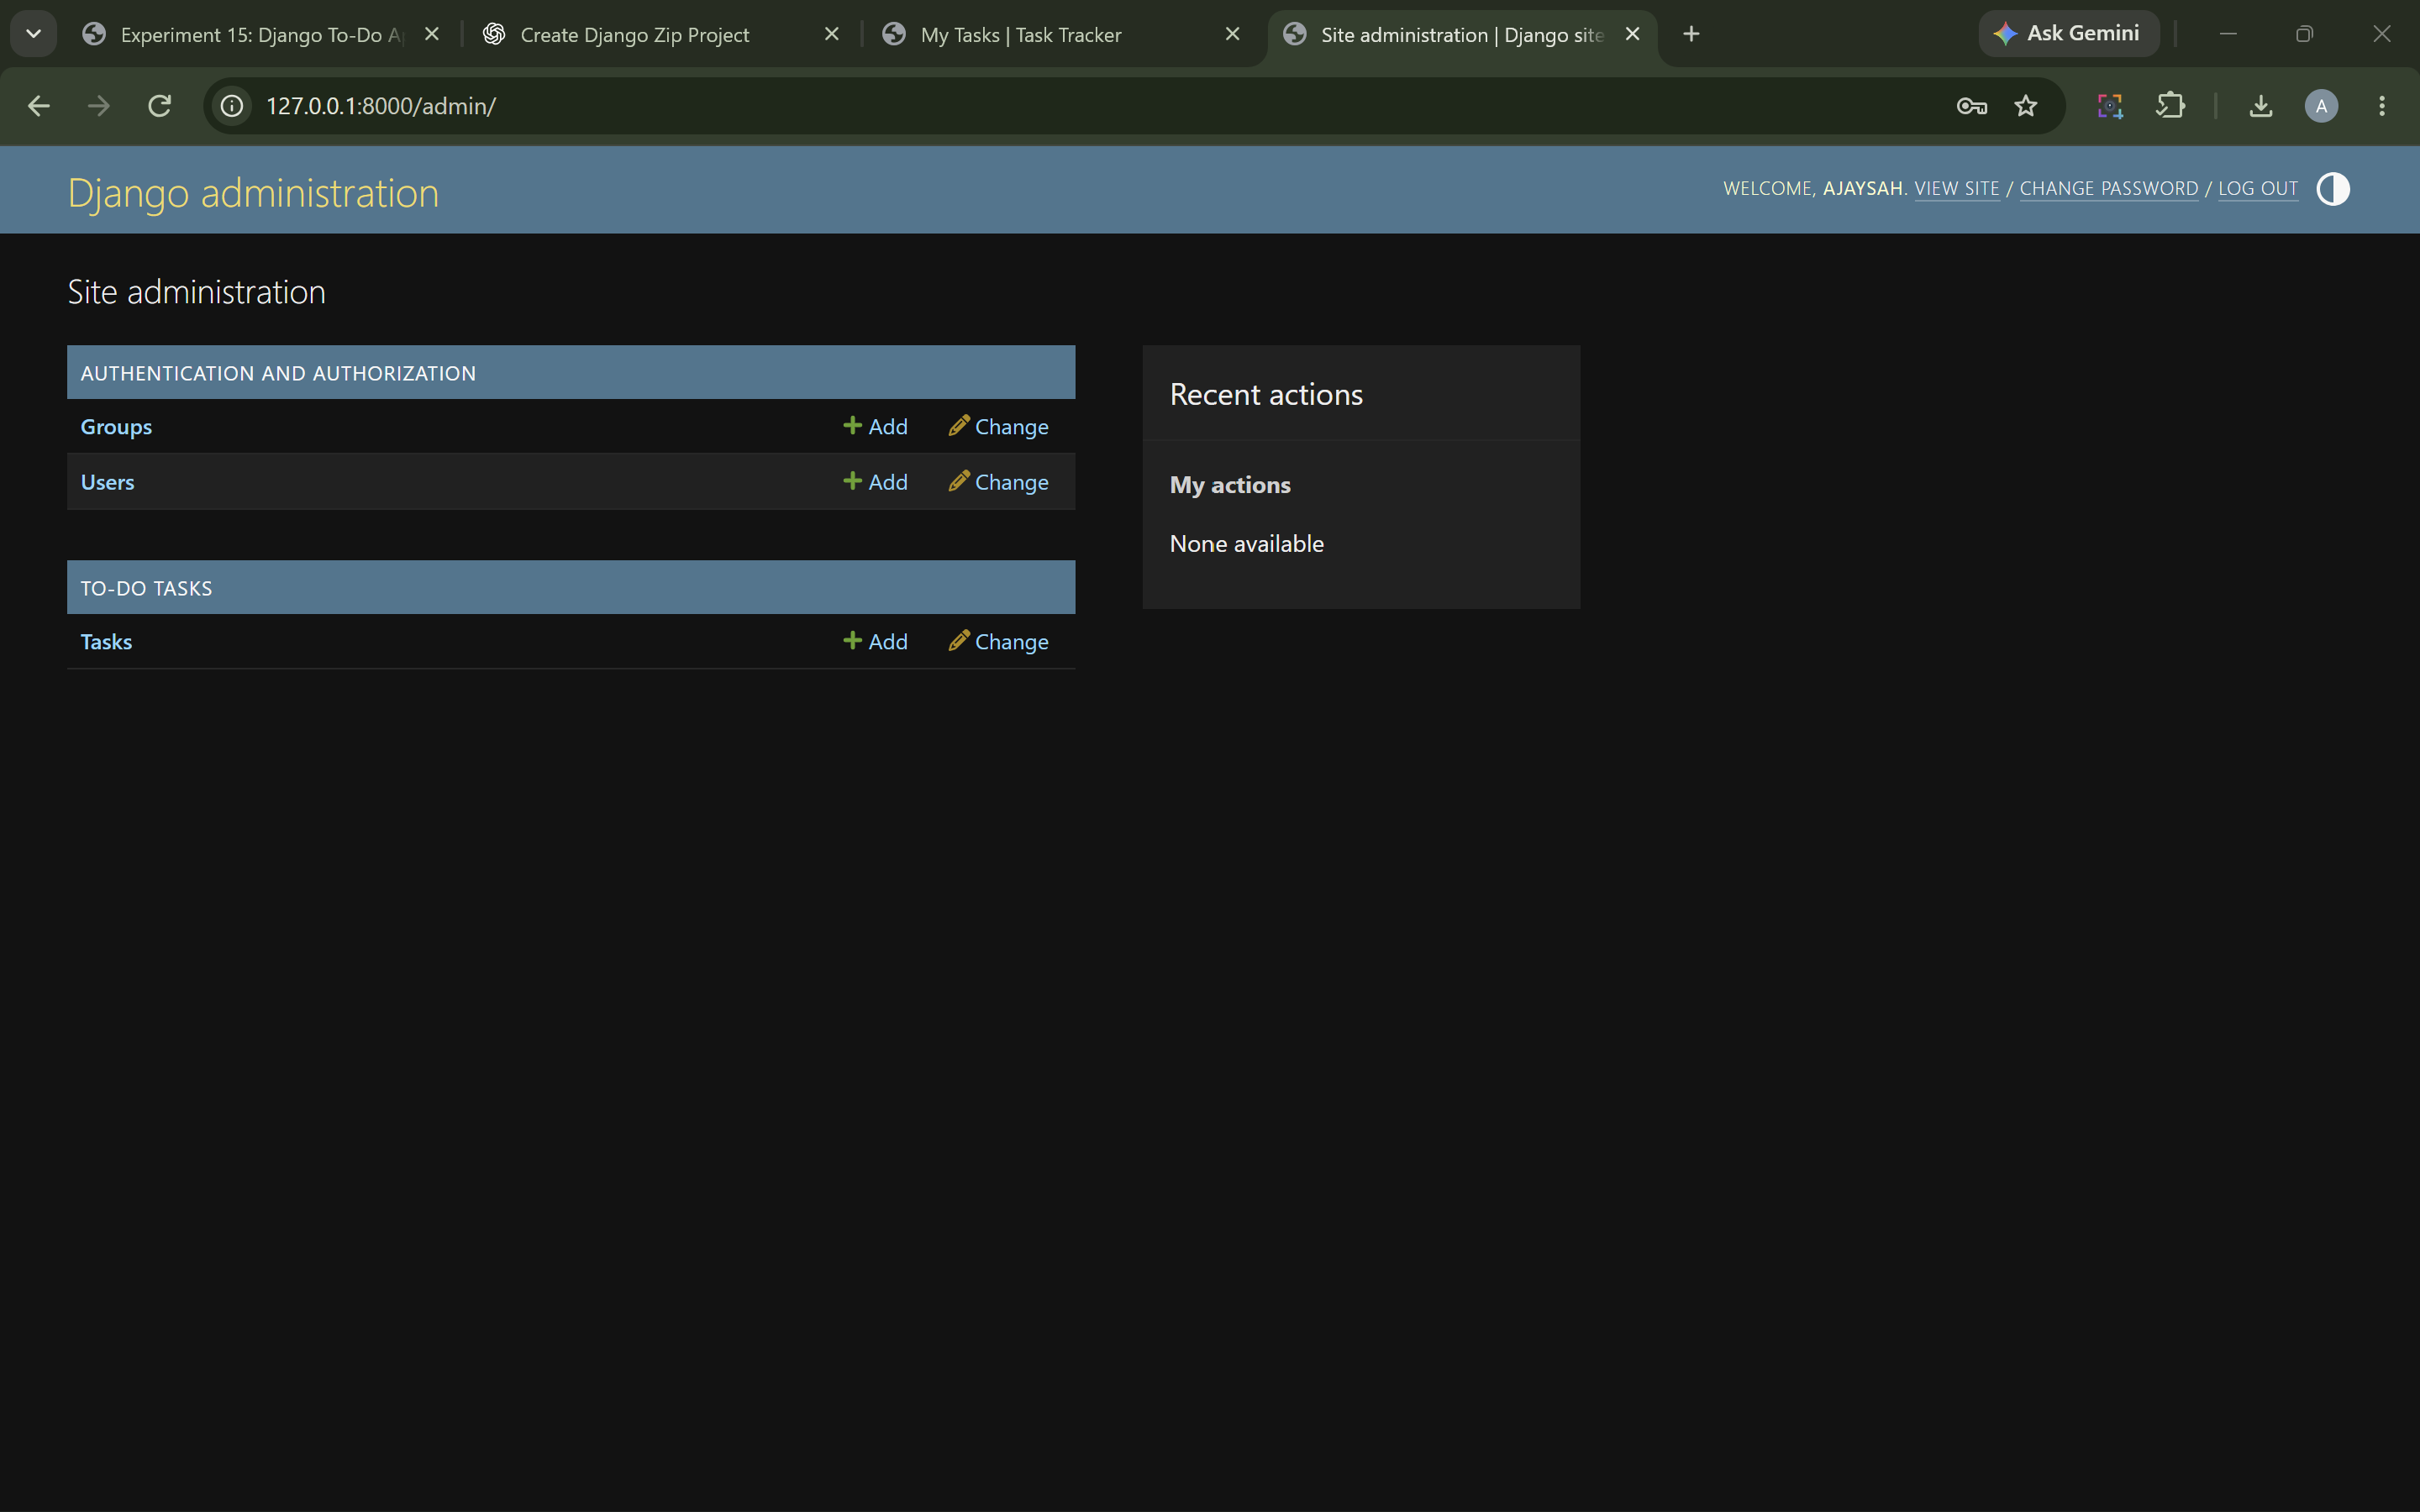 Experiment 15: Django To-Do A
Create Django Zip Project
My Tasks | Task Tracker
Site administration | Django site
Ask Gemini
127.0.0.1:8000/admin/
A
Django administration
WELCOME, AJAYSAH. VIEW SITE / CHANGE PASSWORD / LOG OUT
Site administration
AUTHENTICATION AND AUTHORIZATION
Groups Add Change
Users Add Change
TO-DO TASKS
Tasks Add Change
Recent actions
My actions
None available